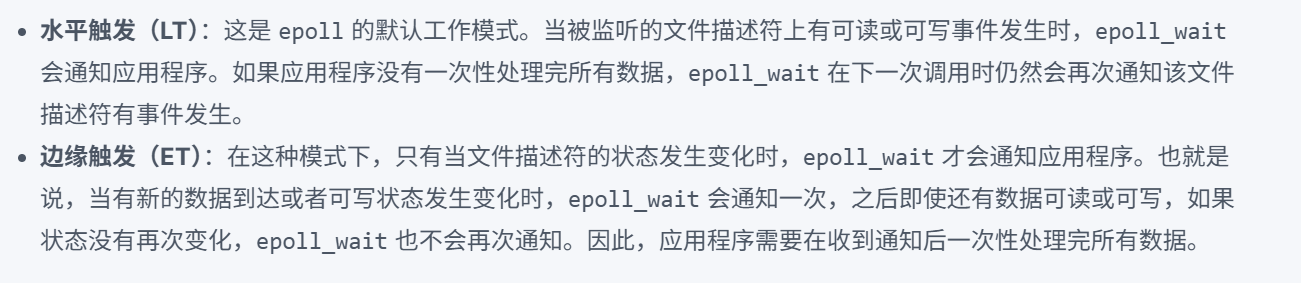 • 水平触发（LT）：这是 epoll 的默认工作模式。当被监听的文件描述符上有可读或可写事件发生时，epoll_wait
会通知应用程序。如果应用程序没有一次性处理完所有数据，epoll_wait 在下一次调用时仍然会再次通知该文件
描述符有事件发生。
• 边缘触发（ET）：在这种模式下，只有当文件描述符的状态发生变化时，epoll_wait 才会通知应用程序。也就是
说，当有新的数据到达或者可写状态发生变化时，epoll_wait 会通知一次，之后即使还有数据可读或可写，如果
状态没有再次变化，epoll_wait 也不会再次通知。因此，应用程序需要在收到通知后一次性处理完所有数据。